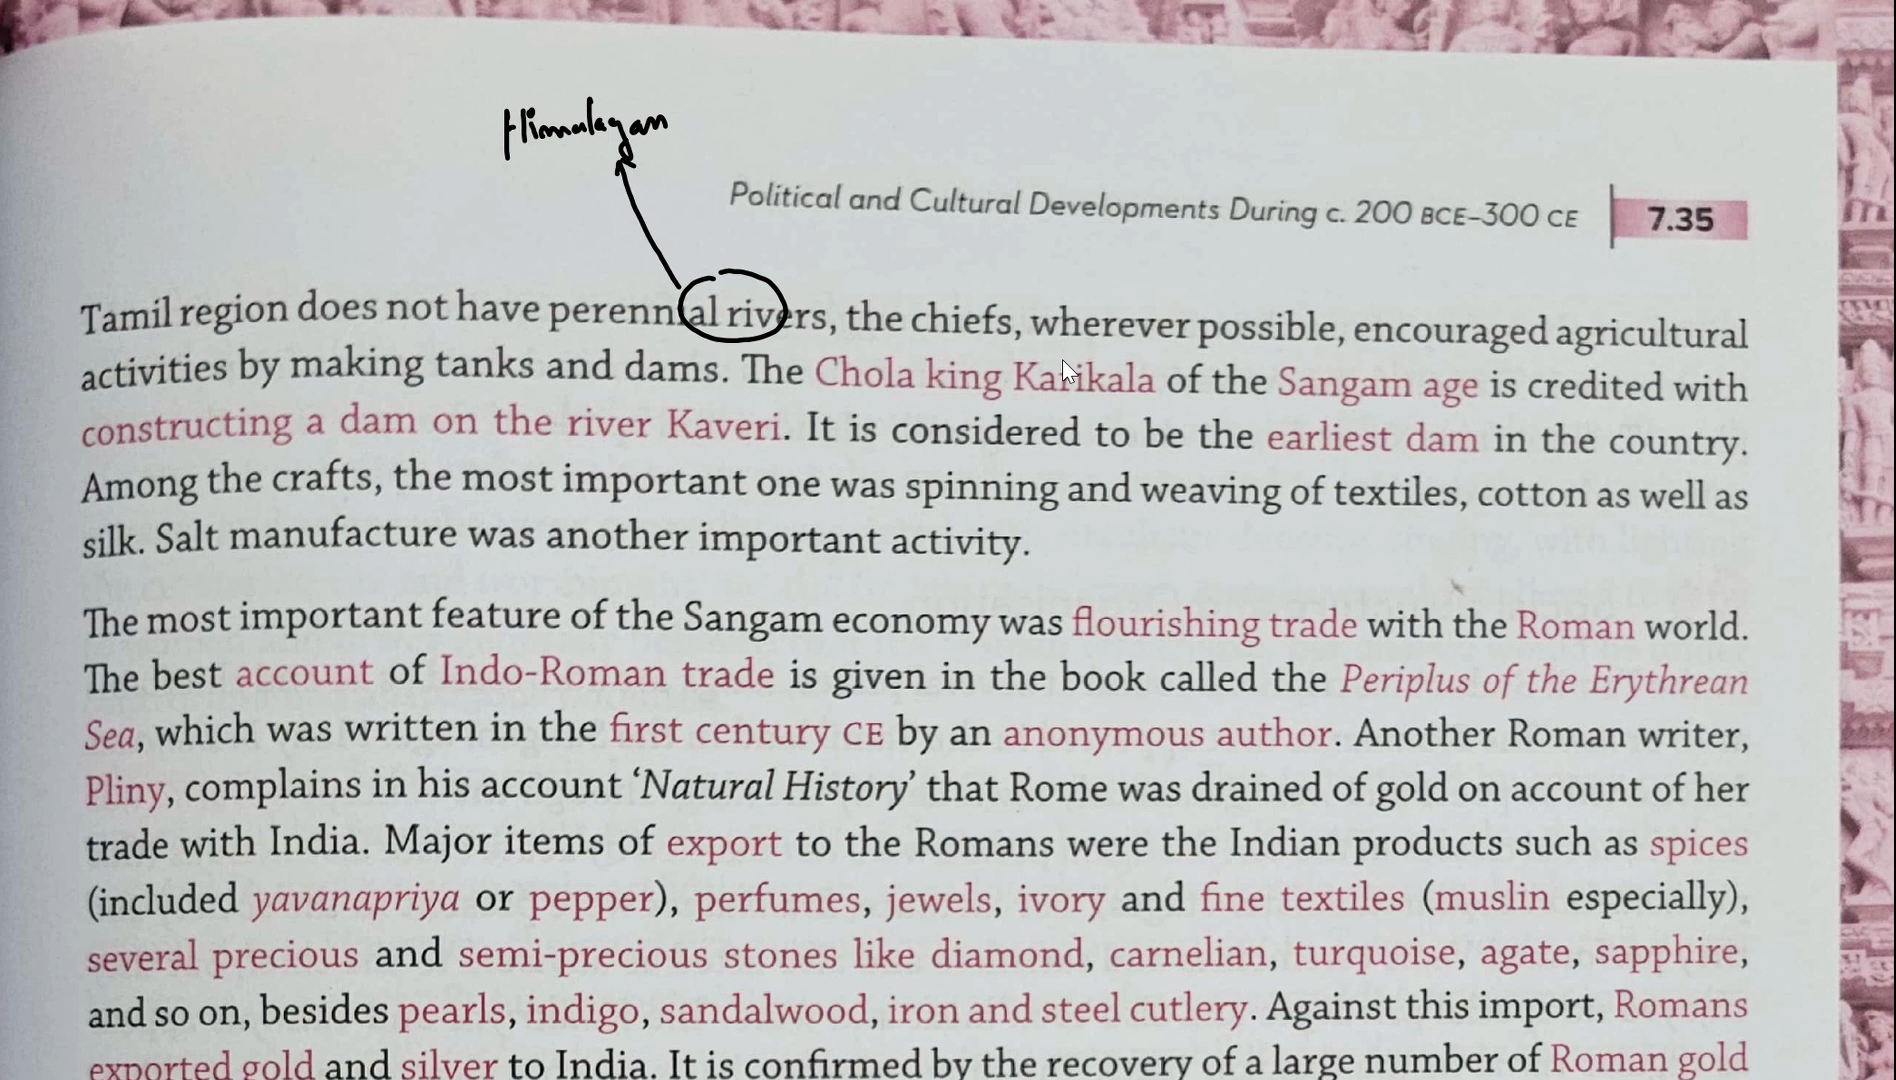 Himalayan
Political and Cultural Developments During c. 200 BCE–300 CE 7.35
Tamil region does not have perennial rivers, the chiefs, wherever possible, encouraged agricultural
activities by making tanks and dams. The Chola king Karikala of the Sangam age is credited with
constructing a dam on the river Kaveri. It is considered to be the earliest dam in the country.
Among the crafts, the most important one was spinning and weaving of textiles, cotton as well as
silk. Salt manufacture was another important activity.
The most important feature of the Sangam economy was flourishing trade with the Roman world.
The best account of Indo-Roman trade is given in the book called the Periplus of the Erythrean
Sea, which was written in the first century CE by an anonymous author. Another Roman writer,
Pliny, complains in his account ‘Natural History’ that Rome was drained of gold on account of her
trade with India. Major items of export to the Romans were the Indian products such as spices
(included yavanapriya or pepper), perfumes, jewels, ivory and fine textiles (muslin especially),
several precious and semi-precious stones like diamond, carnelian, turquoise, agate, sapphire,
and so on, besides pearls, indigo, sandalwood, iron and steel cutlery. Against this import, Romans
exported gold and silver to India. It is confirmed by the recovery of a large number of Roman gold